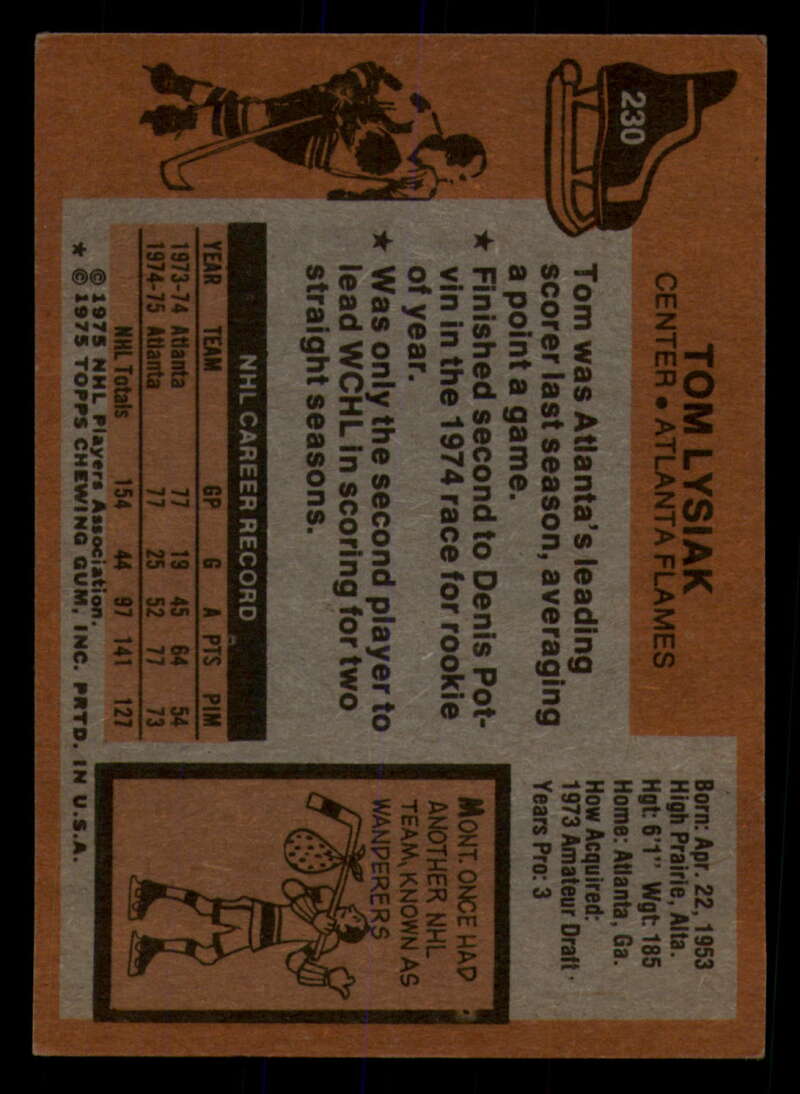 230
TOM LYSIAK
CENTER • ATLANTA FLAMES
Born: Apr. 22, 1953
High Prairie, Alta.
Hgt: 6'1" Wgt: 185
Home: Atlanta, Ga.
How Acquired:
1973 Amateur Draft
Years Pro: 3
Tom was Atlanta's leading
scorer last season, averaging
a point a game.
★ Finished second to Denis Pot-
vin in the 1974 race for rookie
of year.
★ Was only the second player to
lead WCHL in scoring for two
straight seasons.
NHL CAREER RECORD
YEAR TEAM GP G A PTS PIM
1973-74 Atlanta 77 19 45 64 54
1974-75 Atlanta 77 25 52 77 73
NHL Totals 154 44 97 141 127
MONT. ONCE HAD
ANOTHER NHL
TEAM, KNOWN AS
WANDERERS
© 1975 NHL Players Association.
★ © 1975 TOPPS CHEWING GUM, INC. PRTD. IN U.S.A.